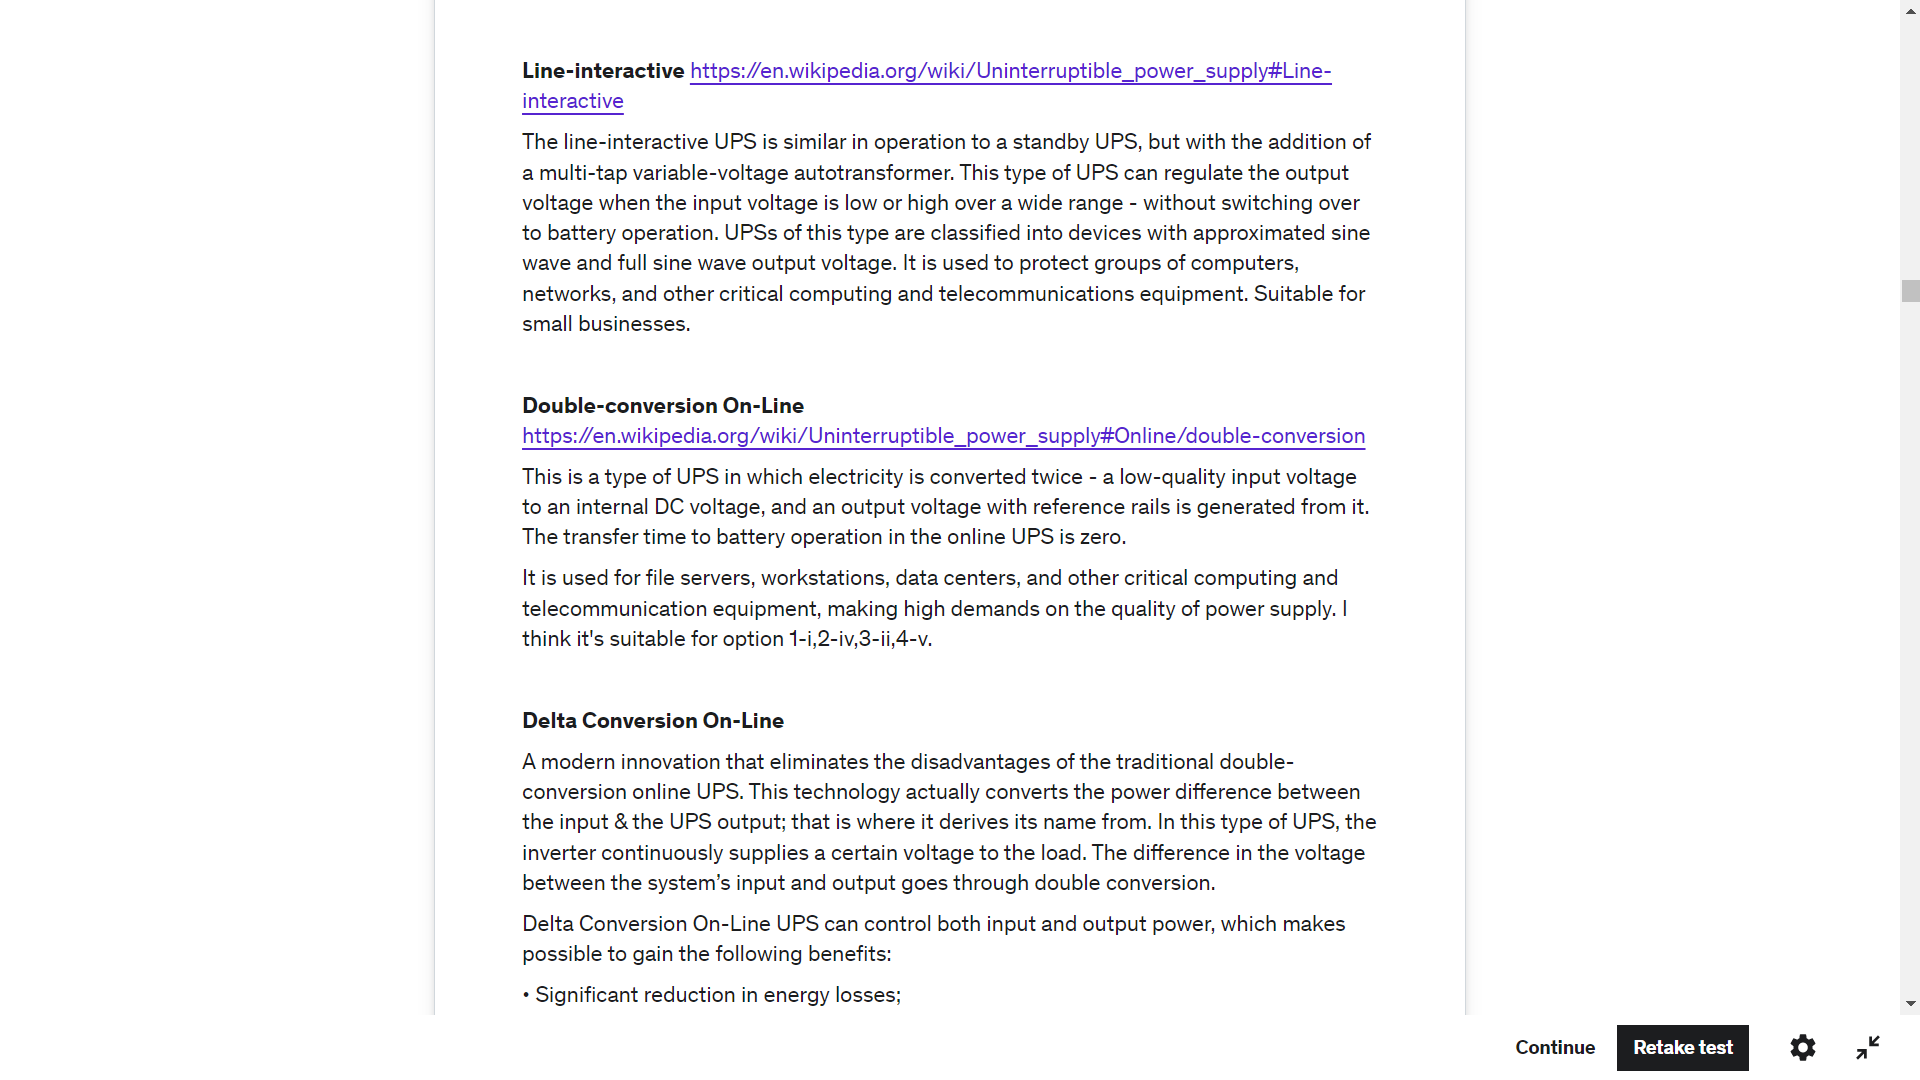 Line-interactive https://en.wikipedia.org/wiki/Uninterruptible_power_supply#Line-
interactive
The line-interactive UPS is similar in operation to a standby UPS, but with the addition of
a multi-tap variable-voltage autotransformer. This type of UPS can regulate the output
voltage when the input voltage is low or high over a wide range - without switching over
to battery operation. UPSs of this type are classified into devices with approximated sine
wave and full sine wave output voltage. It is used to protect groups of computers,
networks, and other critical computing and telecommunications equipment. Suitable for
small businesses.
Double-conversion On-Line
https://en.wikipedia.org/wiki/Uninterruptible_power_supply#Online/double-conversion
This is a type of UPS in which electricity is converted twice - a low-quality input voltage
to an internal DC voltage, and an output voltage with reference rails is generated from it.
The transfer time to battery operation in the online UPS is zero.
It is used for file servers, workstations, data centers, and other critical computing and
telecommunication equipment, making high demands on the quality of power supply. I
think it's suitable for option 1-i,2-iv,3-ii,4-v.
Delta Conversion On-Line
A modern innovation that eliminates the disadvantages of the traditional double-
conversion online UPS. This technology actually converts the power difference between
the input & the UPS output; that is where it derives its name from. In this type of UPS, the
inverter continuously supplies a certain voltage to the load. The difference in the voltage
between the system’s input and output goes through double conversion.
Delta Conversion On-Line UPS can control both input and output power, which makes
possible to gain the following benefits:
• Significant reduction in energy losses;
Continue
Retake test